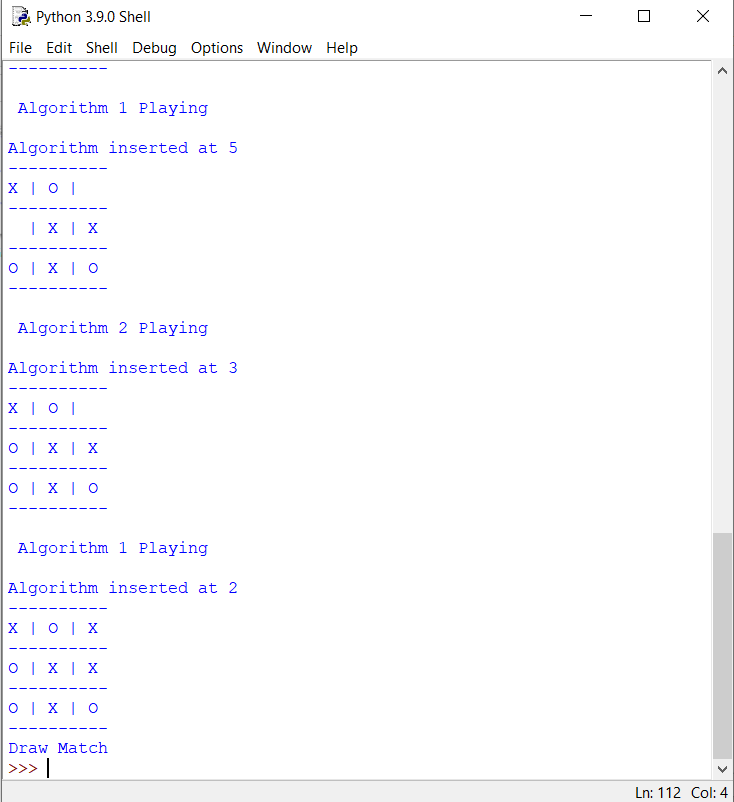 Python 3.9.0 Shell
File Edit Shell Debug Options Window Help
----------
Algorithm 1 Playing
Algorithm inserted at 5
----------
X | O |
----------
  | X | X
----------
O | X | O
----------
Algorithm 2 Playing
Algorithm inserted at 3
----------
X | O |
----------
O | X | X
----------
O | X | O
----------
Algorithm 1 Playing
Algorithm inserted at 2
----------
X | O | X
----------
O | X | X
----------
O | X | O
----------
Draw Match
>>>
Ln: 112 Col: 4